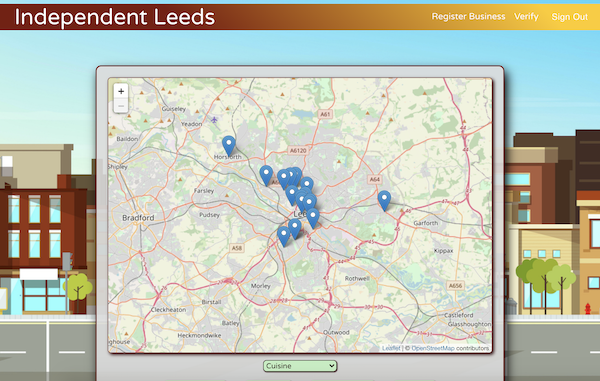 Independent Leeds
Register Business Verify Sign Out
+
−
A61
Guiseley
Yeadon
Baildon
A6120
Shipley
Horsforth
A64
Farsley
Bradford
Pudsey
Garforth
A58
Kippax
Morley
Rothwell
A656
Birstall
Cleckheaton
Castleford
Batley
Glasshoughton
Outwood
Heckmondwike
ghouse
Leaflet | © OpenStreetMap contributors
Cuisine